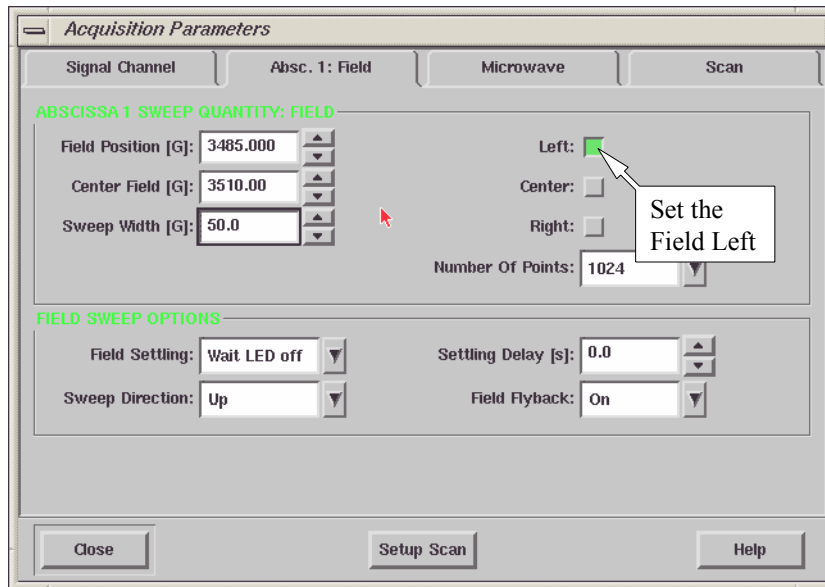 Acquisition Parameters
Signal Channel
Absc. 1: Field
Microwave
Scan
ABSCISSA 1 SWEEP QUANTITY: FIELD
Field Position [G]: 3485.000
Center Field [G]: 3510.00
Sweep Width [G]: 50.0
Left:
Center:
Right:
Number Of Points: 1024
Set the
Field Left
FIELD SWEEP OPTIONS
Field Settling: Wait LED off
Settling Delay [s]: 0.0
Sweep Direction: Up
Field Flyback: On
Close
Setup Scan
Help